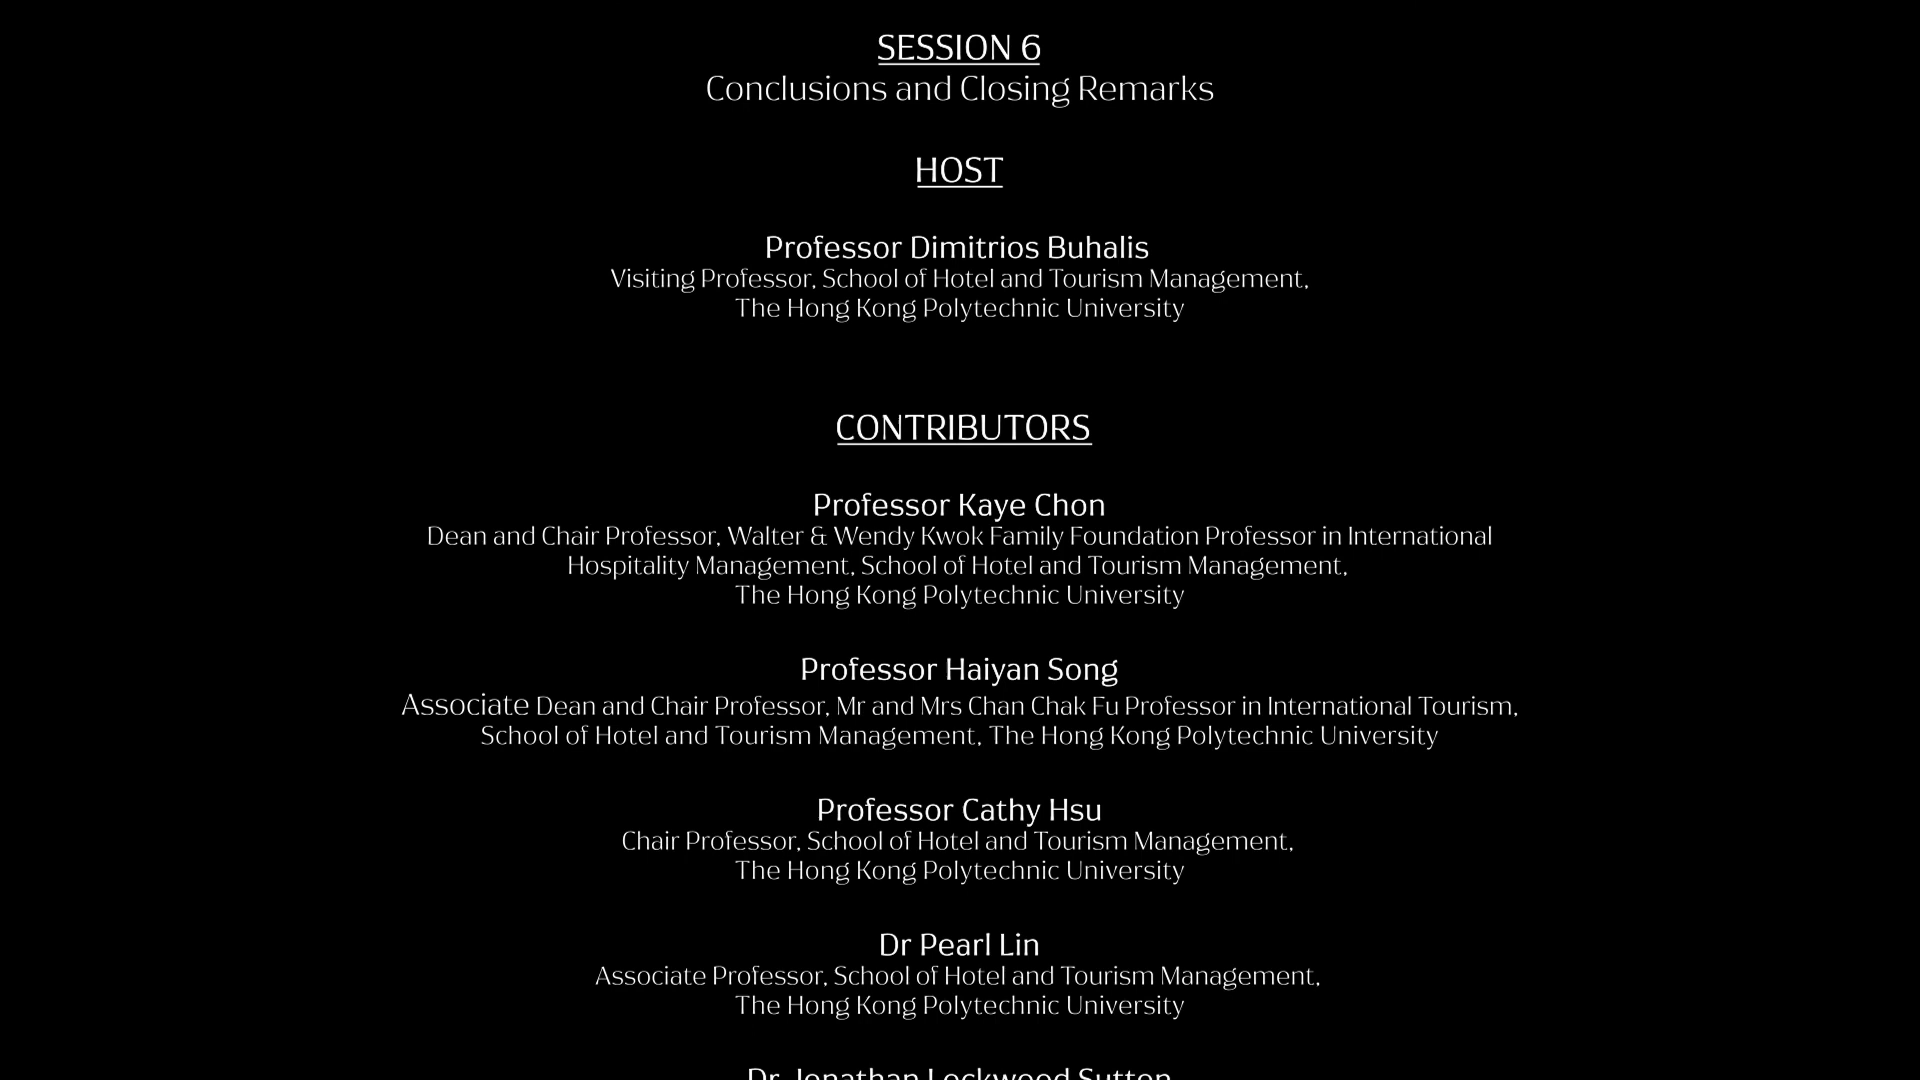 SESSION 6
Conclusions and Closing Remarks
HOST
Professor Dimitrios Buhalis
Visiting Professor, School of Hotel and Tourism Management,
The Hong Kong Polytechnic University
CONTRIBUTORS
Professor Kaye Chon
Dean and Chair Professor, Walter & Wendy Kwok Family Foundation Professor in International
Hospitality Management, School of Hotel and Tourism Management,
The Hong Kong Polytechnic University
Professor Haiyan Song
Associate Dean and Chair Professor, Mr and Mrs Chan Chak Fu Professor in International Tourism,
School of Hotel and Tourism Management, The Hong Kong Polytechnic University
Professor Cathy Hsu
Chair Professor, School of Hotel and Tourism Management,
The Hong Kong Polytechnic University
Dr Pearl Lin
Associate Professor, School of Hotel and Tourism Management,
The Hong Kong Polytechnic University
Dr Jonathan Lockwood Sutton